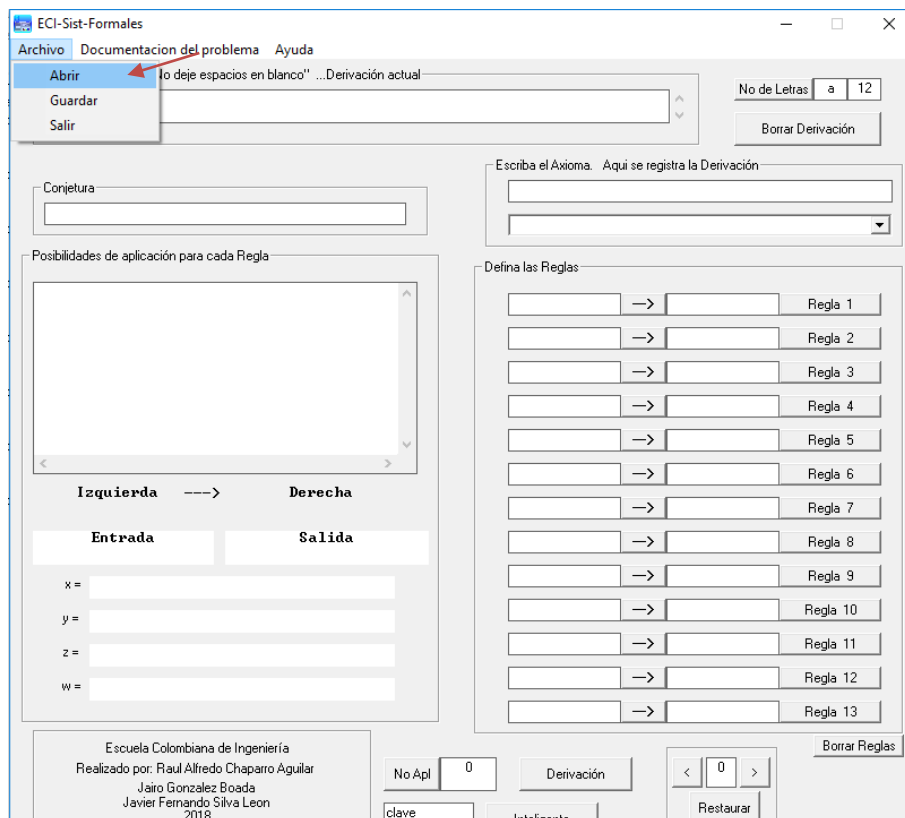 ECI-Sist-Formales
Archivo Documentacion del problema Ayuda
Abrir
Guardar
Salir
No deje espacios en blanco" ...Derivación actual
No de Letras a 12
Borrar Derivación
Escriba el Axioma. Aqui se registra la Derivación
Conjetura
Posibilidades de aplicación para cada Regla
Defina las Reglas
—> Regla 1
—> Regla 2
—> Regla 3
—> Regla 4
—> Regla 5
—> Regla 6
—> Regla 7
—> Regla 8
—> Regla 9
—> Regla 10
—> Regla 11
—> Regla 12
—> Regla 13
Izquierda ---> Derecha
Entrada Salida
x =
y =
z =
w =
Borrar Reglas
Escuela Colombiana de Ingeniería
Realizado por: Raul Alfredo Chaparro Aguilar
Jairo Gonzalez Boada
Javier Fernando Silva Leon
2018
No Apl 0 Derivación
< 0 >
Restaurar
clave Inteligente